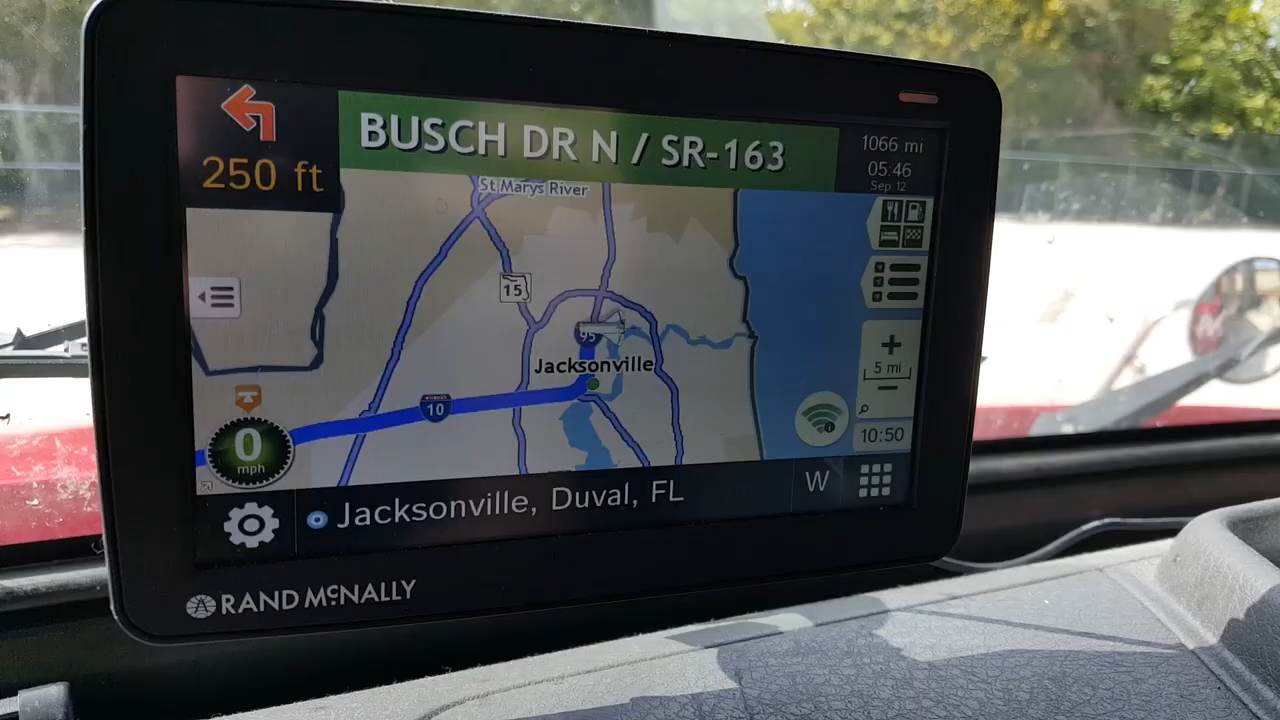 250 ft
BUSCH DR N / SR-163
1066 mi
05:46
Sep 12
St Marys River
15
95
Jacksonville
10
5 mi
0
mph
10:50
Jacksonville, Duval, FL
W
RAND MCNALLY